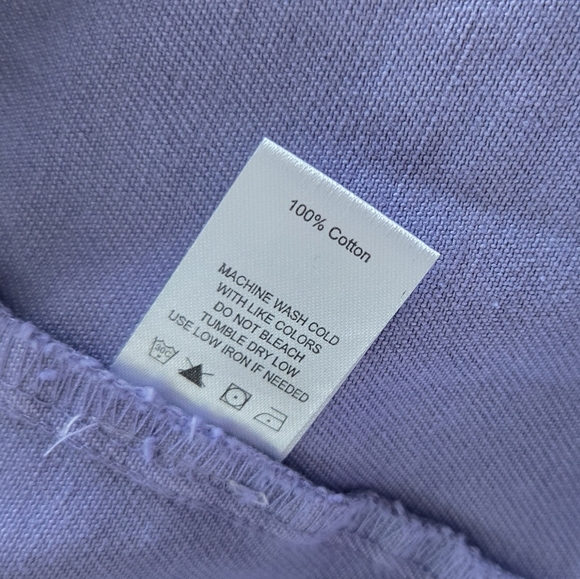 100% Cotton
MACHINE WASH COLD
WITH LIKE COLORS
DO NOT BLEACH
TUMBLE DRY LOW
USE LOW IRON IF NEEDED
30C